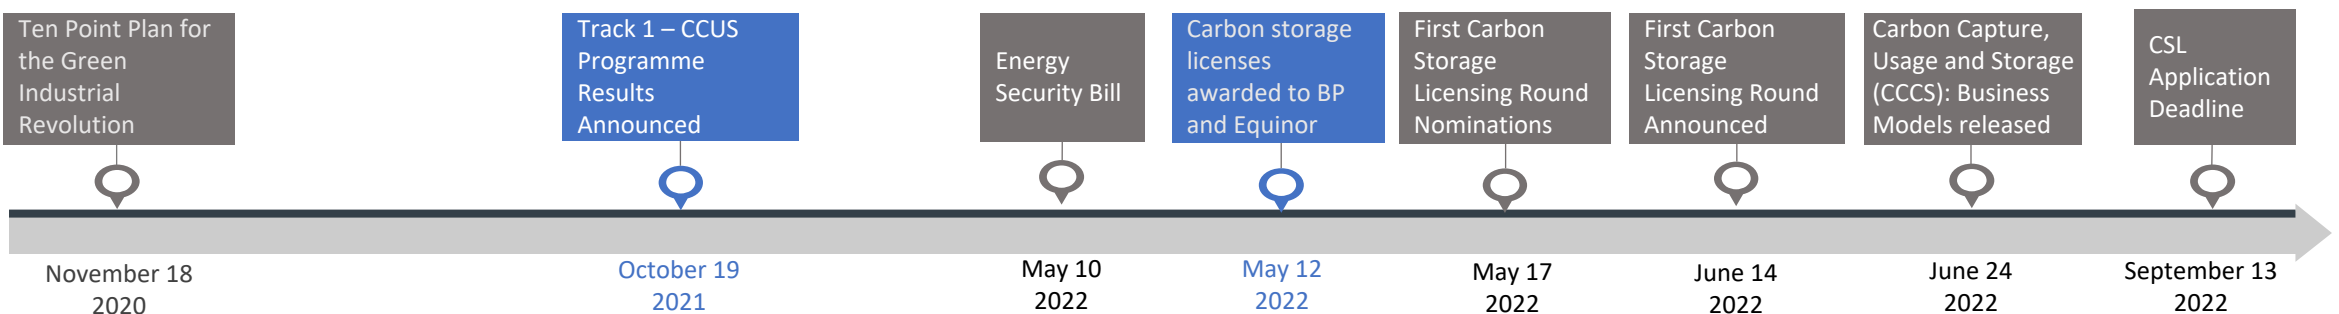 Ten Point Plan for
the Green
Industrial
Revolution
Track 1 – CCUS
Programme
Results
Announced
Energy
Security Bill
Carbon storage
licenses
awarded to BP
and Equinor
First Carbon
Storage
Licensing Round
Nominations
First Carbon
Storage
Licensing Round
Announced
Carbon Capture,
Usage and Storage
(CCCS): Business
Models released
CSL
Application
Deadline
November 18
2020
October 19
2021
May 10
2022
May 12
2022
May 17
2022
June 14
2022
June 24
2022
September 13
2022